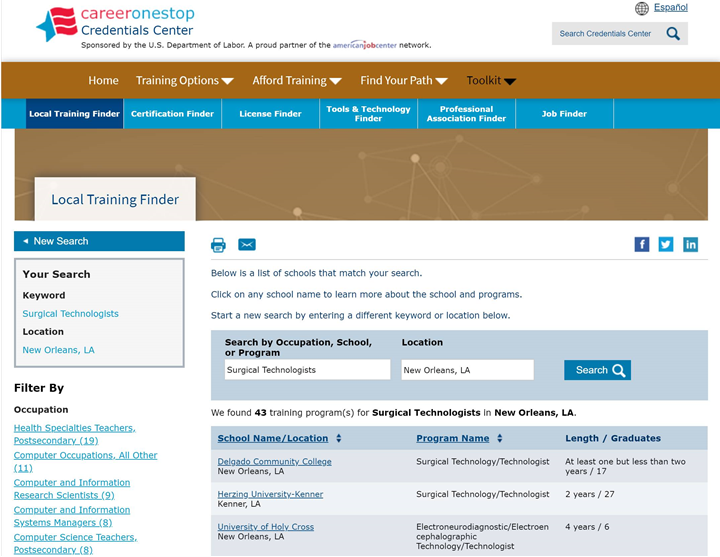 careeronestop
Credentials Center
Sponsored by the U.S. Department of Labor. A proud partner of the americanjobcenter network.
Español
Search Credentials Center
Home
Training Options
Afford Training
Find Your Path
Toolkit
Local Training Finder
Certification Finder
License Finder
Tools & Technology
Finder
Professional
Association Finder
Job Finder
Local Training Finder
New Search
Your Search
Keyword
Surgical Technologists
Location
New Orleans, LA
Filter By
Occupation
Health Specialties Teachers,
Postsecondary (19)
Computer Occupations, All Other
(11)
Computer and Information
Research Scientists (9)
Computer and Information
Systems Managers (8)
Computer Science Teachers,
Postsecondary (8)
f
in
Below is a list of schools that match your search.
Click on any school name to learn more about the school and programs.
Start a new search by entering a different keyword or location below.
Search by Occupation, School,
or Program
Location
Surgical Technologists
New Orleans, LA
Search
We found 43 training program(s) for Surgical Technologists in New Orleans, LA.
School Name/Location
Program Name
Length / Graduates
Delgado Community College
New Orleans, LA
Surgical Technology/Technologist
At least one but less than two
years / 17
Herzing University-Kenner
Kenner, LA
Surgical Technology/Technologist
2 years / 27
University of Holy Cross
New Orleans, LA
Electroneurodiagnostic/Electroen
cephalographic
Technology/Technologist
4 years / 6